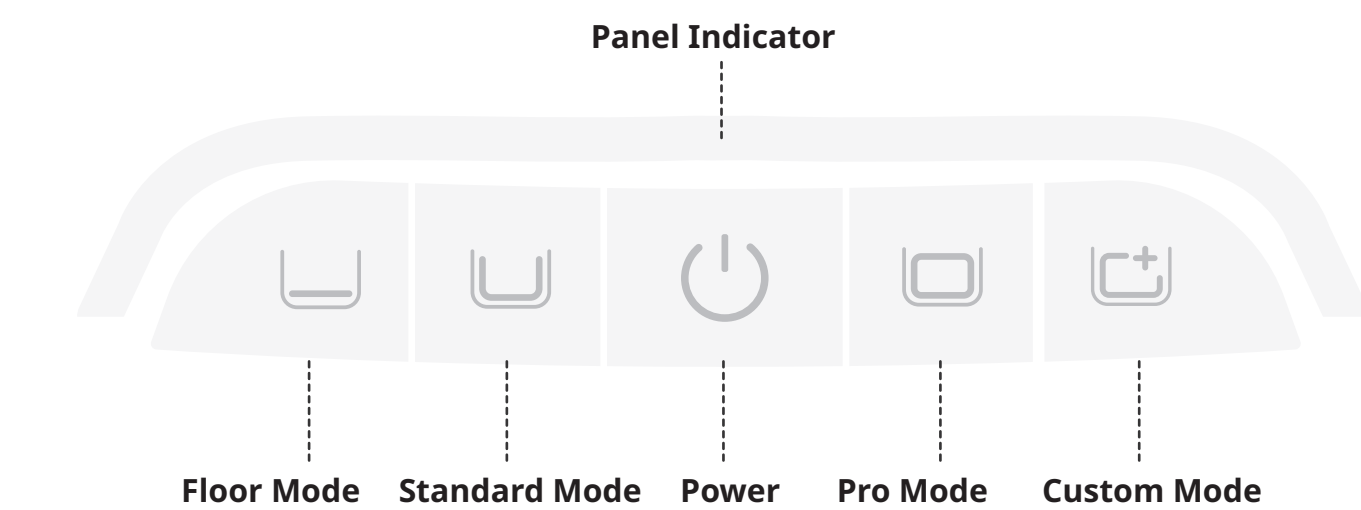 Panel Indicator
Floor Mode
Standard Mode
Power
Pro Mode
Custom Mode